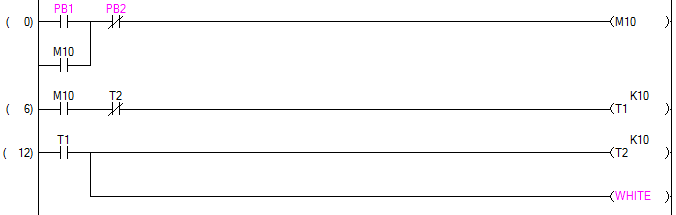 PB1 PB2
( 0) (M10 )
M10
M10 T2 K10
( 6) (T1 )
T1 K10
( 12) (T2 )
(WHITE )